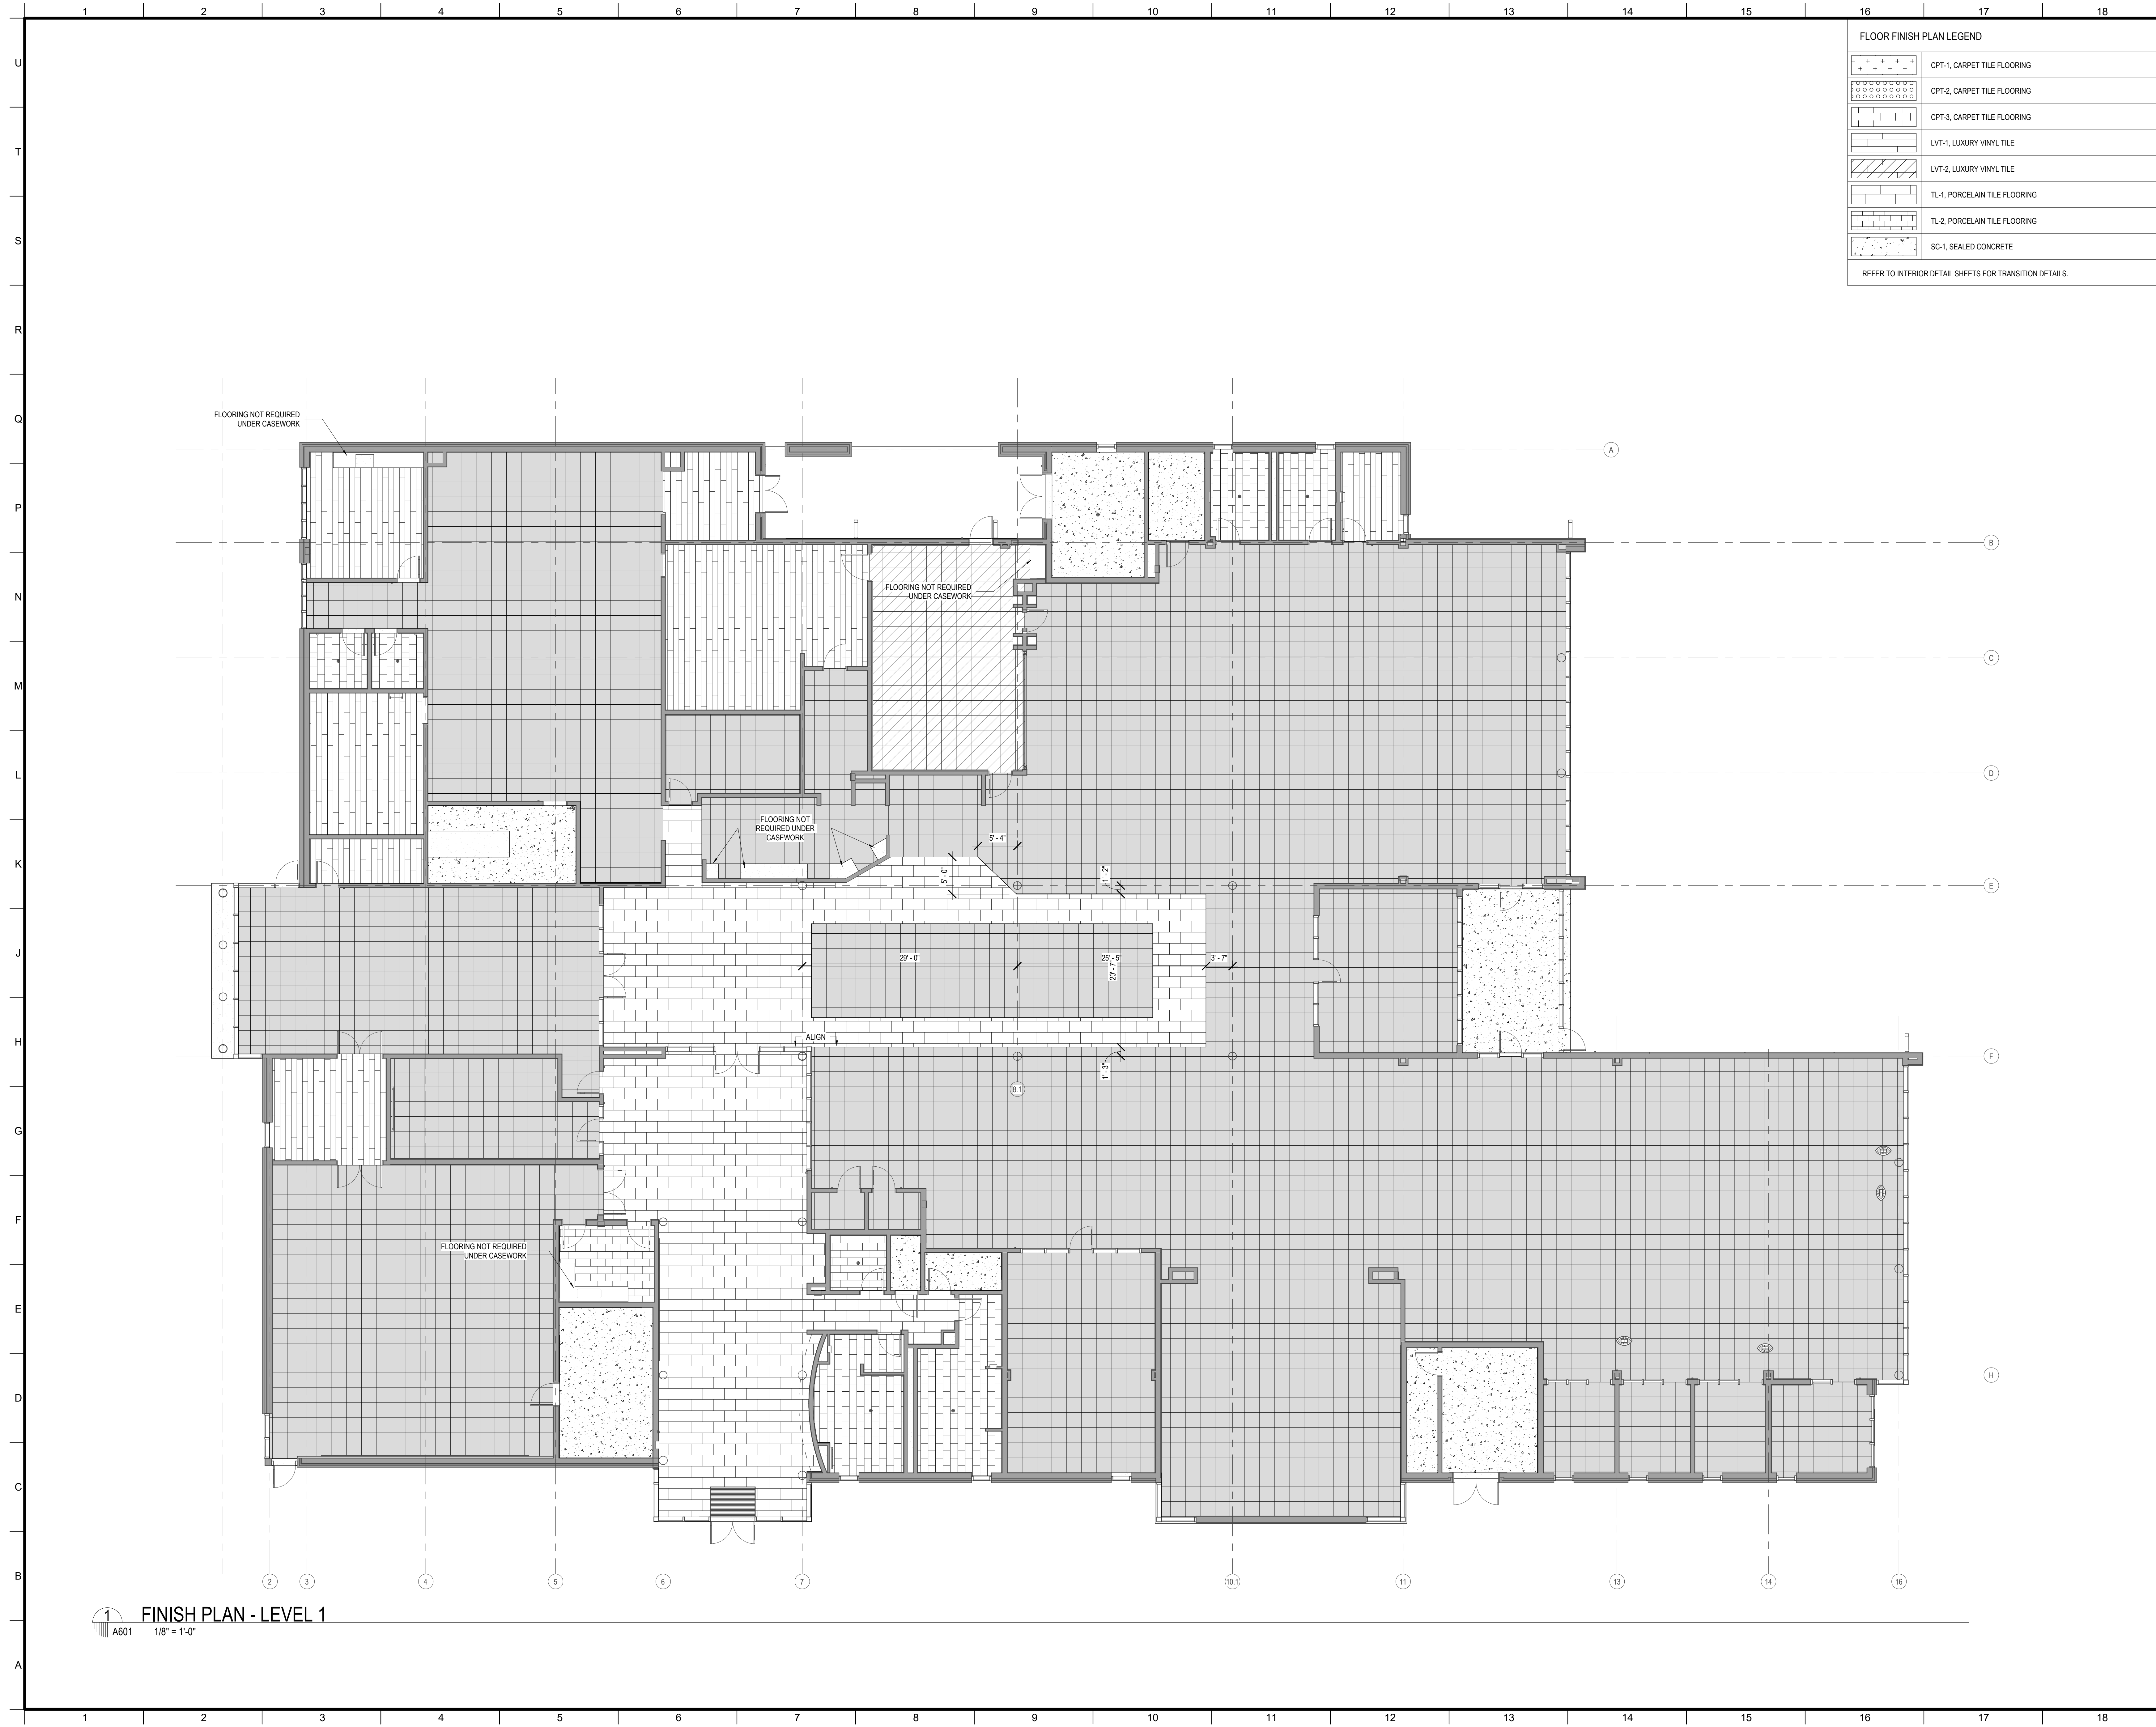 1 2 3 4 5 6 7 8 9 10 11 12 13 14 15 16 17 18
U
T
S
R
Q
P
N
M
L
K
J
H
G
F
E
D
C
B
A
FLOOR FINISH PLAN LEGEND
CPT-1, CARPET TILE FLOORING
CPT-2, CARPET TILE FLOORING
CPT-3, CARPET TILE FLOORING
LVT-1, LUXURY VINYL TILE
LVT-2, LUXURY VINYL TILE
TL-1, PORCELAIN TILE FLOORING
TL-2, PORCELAIN TILE FLOORING
SC-1, SEALED CONCRETE
REFER TO INTERIOR DETAIL SHEETS FOR TRANSITION DETAILS.
FLOORING NOT REQUIRED
UNDER CASEWORK
A
B
FLOORING NOT REQUIRED
UNDER CASEWORK
C
D
FLOORING NOT
REQUIRED UNDER
CASEWORK
5' - 4"
5' - 0"
1' - 2"
E
29' - 0"
25' - 5"
20' - 7"
3' - 7"
ALIGN
F
1' - 3"
8.1
FLOORING NOT REQUIRED
UNDER CASEWORK
H
2 3 4 5 6 7 10.1 11 13 14 16
1
FINISH PLAN - LEVEL 1
A601
1/8" = 1'-0"
1 2 3 4 5 6 7 8 9 10 11 12 13 14 15 16 17 18